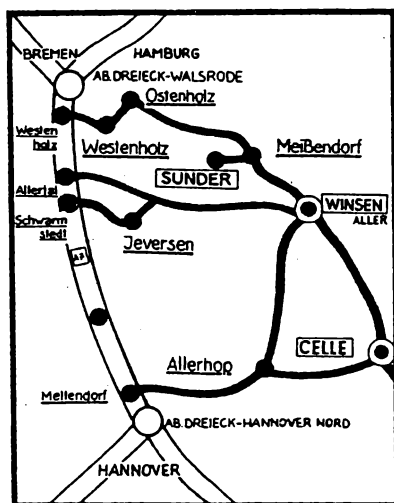 BREMEN
HAMBURG
AB.DREIECK-WALSRODE
Ostenholz
Westen
holz
Westenholz
Meißendorf
SUNDER
Allertal
WINSEN
ALLER
Schwarm
stedt
Jeversen
A7
Allerhop
CELLE
Mellendorf
AB.DREIECK-HANNOVER NORD
HANNOVER